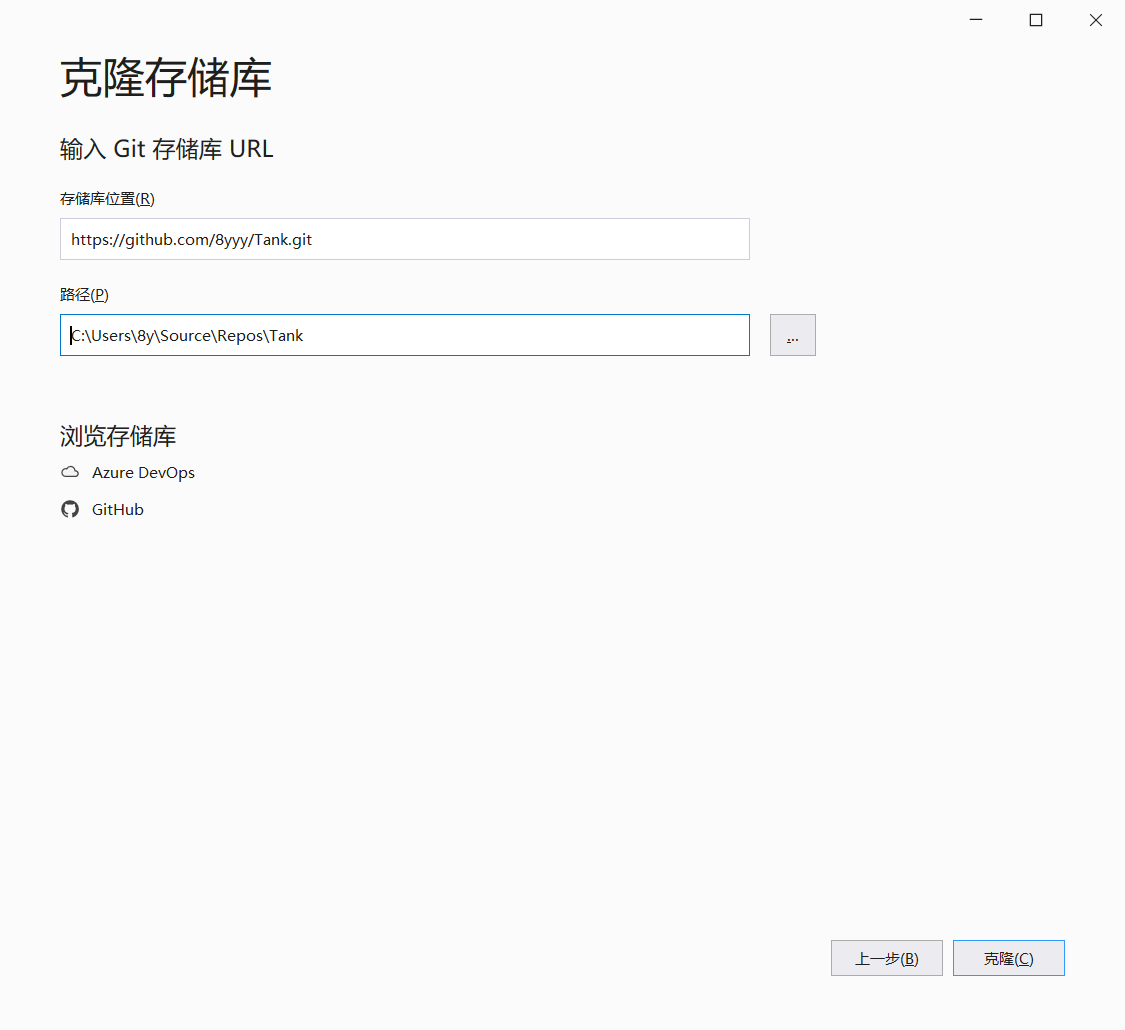 克隆存储库
输入 Git 存储库 URL
存储库位置(R)
https://github.com/8yyy/Tank.git
路径(P)
C:\Users\8y\Source\Repos\Tank
...
浏览存储库
Azure DevOps
GitHub
上一步(B)
克隆(C)